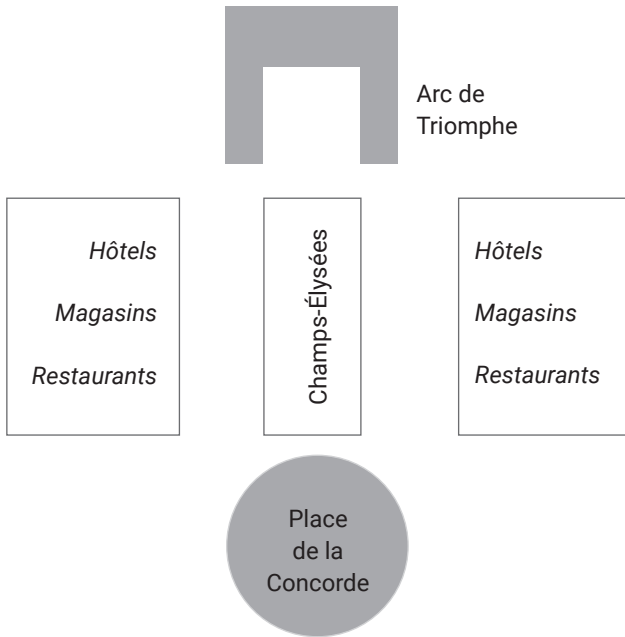 Arc de
Triomphe
Hôtels
Magasins
Restaurants
Champs-Élysées
Hôtels
Magasins
Restaurants
Place
de la
Concorde